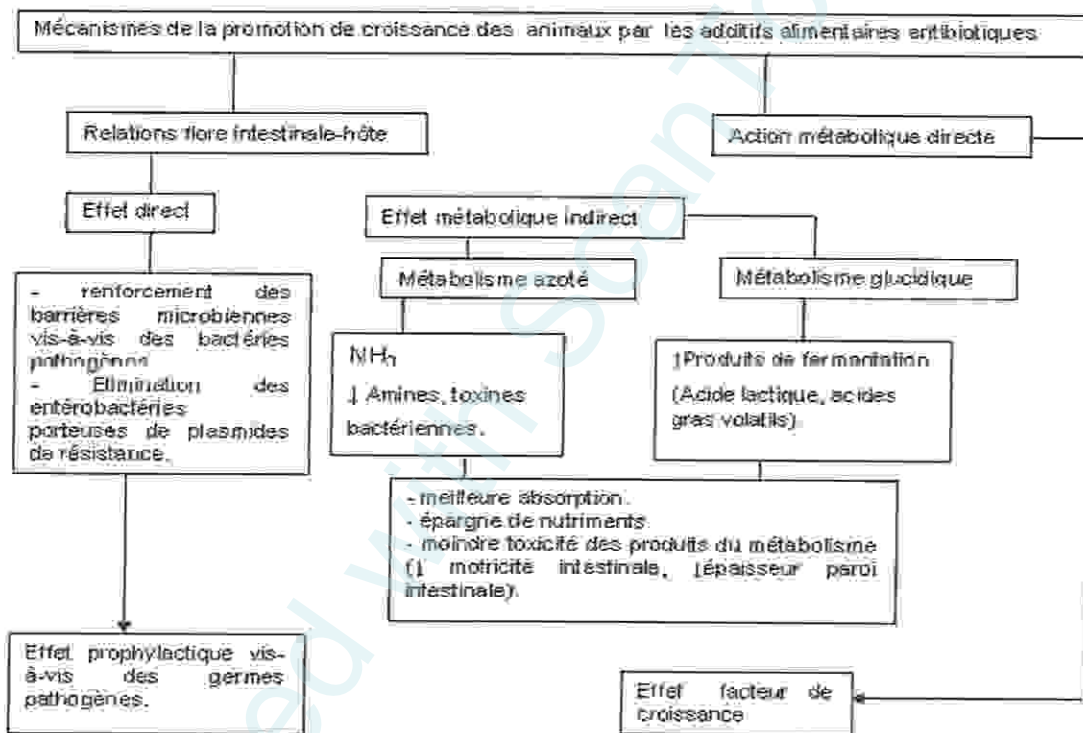 Mécanismes de la promotion de croissance des animaux par les additifs alimentaires antibiotiques
Relations flore intestinale-hôte
Action métabolique directe
Effet direct
Effet métabolique indirect
Métabolisme azoté
Métabolisme glucidique
- renforcement des
barrières microbiennes
vis-à-vis des bactéries
pathogènes
- Elimination des
entérobactéries
porteuses de plasmides
de résistance.
NH3
↓ Amines, toxines
bactériennes.
↓Produits de fermentation
(Acide lactique, acides
gras volatils)
- meilleure absorption.
- épargne de nutriments
- moindre toxicité des produits du métabolisme
(↓ motricité intestinale, ↓épaisseur paroi
intestinale).
Effet prophylactique vis-
à-vis des germes
pathogènes.
Effet facteur de
croissance
ed with ScanT